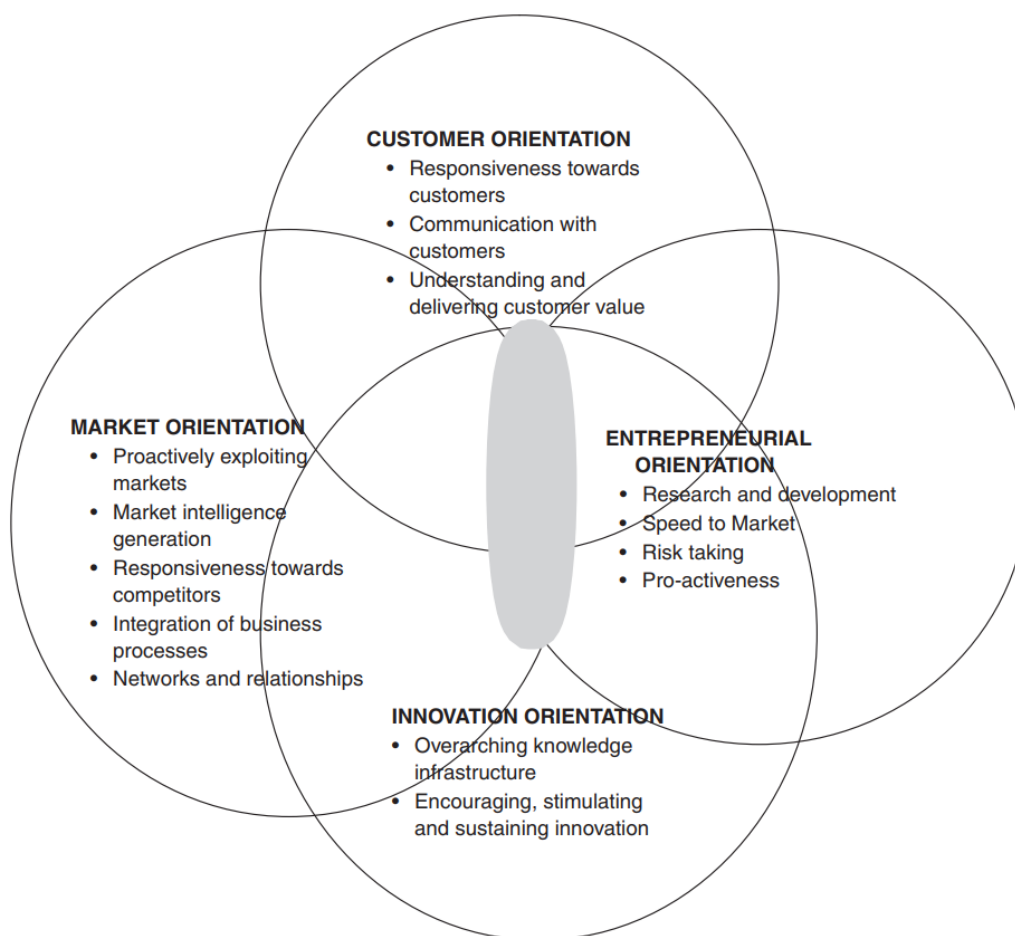 CUSTOMER ORIENTATION
• Responsiveness towards
customers
• Communication with
customers
• Understanding and
delivering customer value
MARKET ORIENTATION
• Proactively exploiting
markets
• Market intelligence
generation
• Responsiveness towards
competitors
• Integration of business
processes
• Networks and relationships
ENTREPRENEURIAL
ORIENTATION
• Research and development
• Speed to Market
• Risk taking
• Pro-activeness
INNOVATION ORIENTATION
• Overarching knowledge
infrastructure
• Encouraging, stimulating
and sustaining innovation